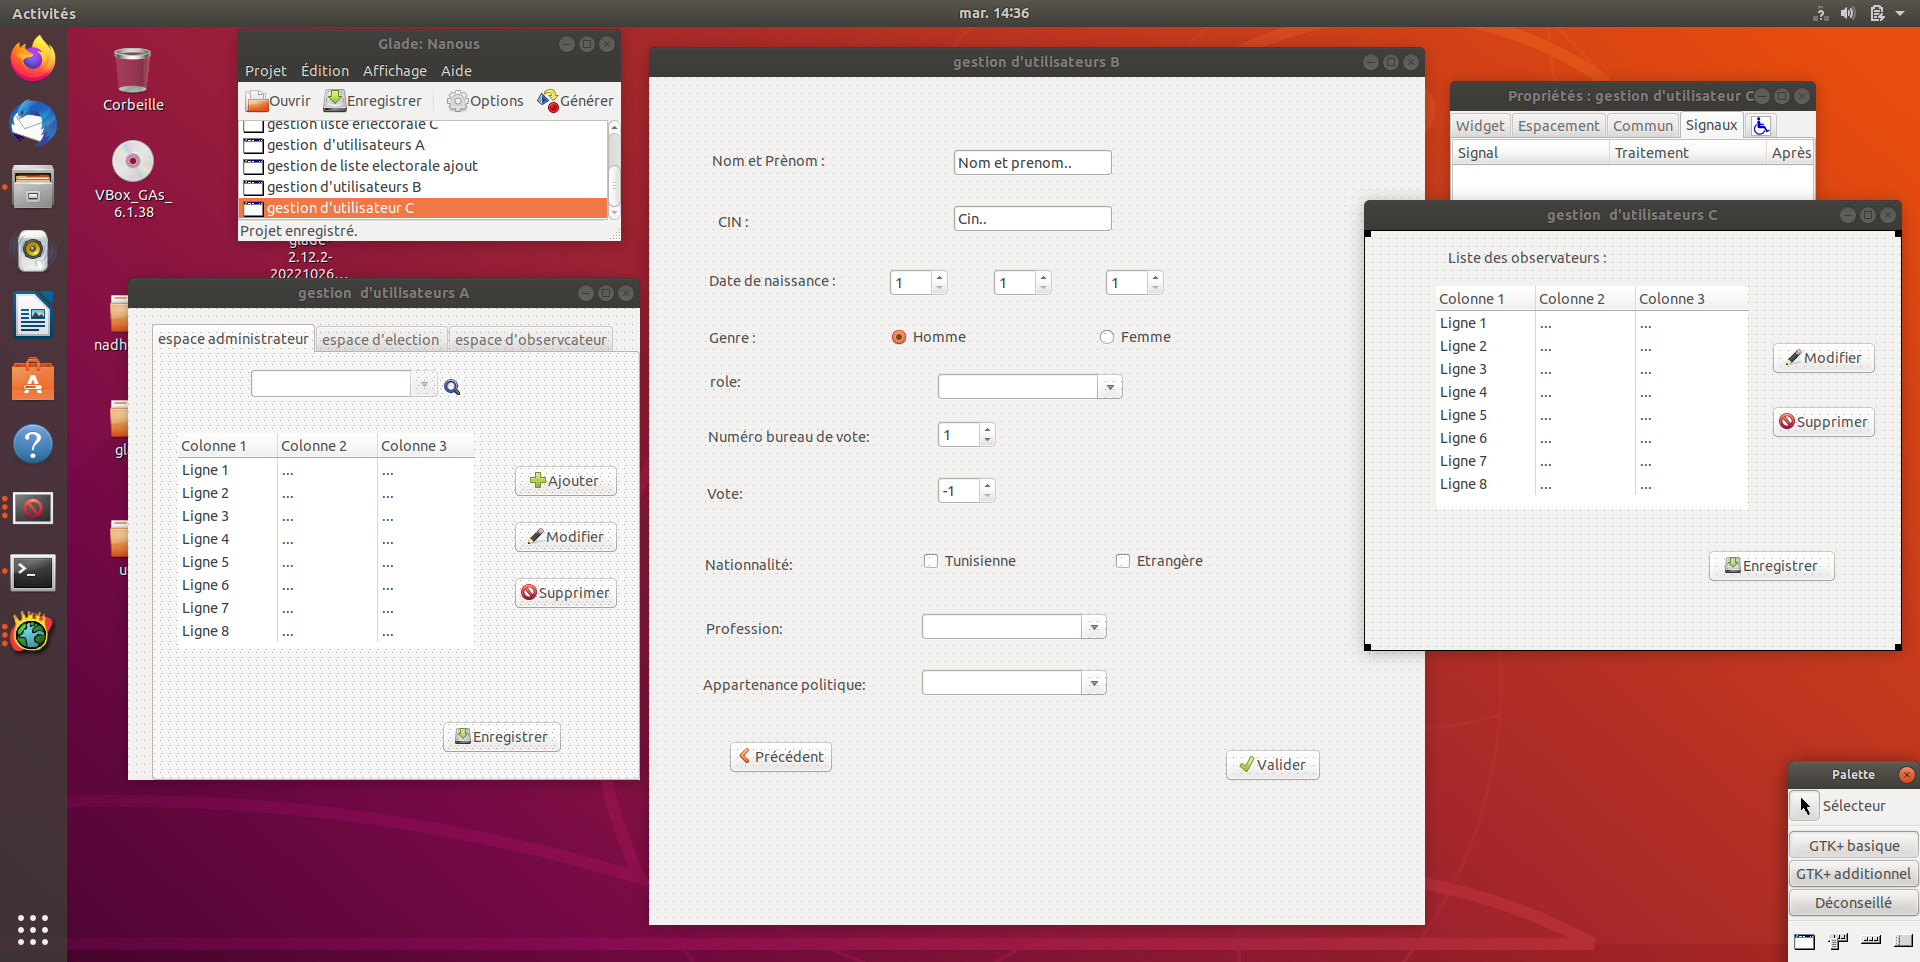 Activités
mar. 14:36
Corbeille
VBox_GAs_
6.1.38
glade-
2.12.2-
20221026...
nadh
gl
u
Glade: Nanous
Projet Édition Affichage Aide
Ouvrir Enregistrer Options Générer
gestion liste erlectorale C
gestion d'utilisateurs A
gestion de liste electorale ajout
gestion d'utilisateurs B
gestion d'utilisateur C
Projet enregistré.
gestion d'utilisateurs A
espace administrateur espace d'election espace d'observcateur
Colonne 1 Colonne 2 Colonne 3
Ligne 1 ... ...
Ligne 2 ... ...
Ligne 3 ... ...
Ligne 4 ... ...
Ligne 5 ... ...
Ligne 6 ... ...
Ligne 7 ... ...
Ligne 8 ... ...
Ajouter
Modifier
Supprimer
Enregistrer
gestion d'utilisateurs B
Nom et Prènom : Nom et prenom..
CIN : Cin..
Date de naissance : 1 1 1
Genre : Homme Femme
role:
Numéro bureau de vote: 1
Vote: -1
Nationnalité: Tunisienne Etrangère
Profession:
Appartenance politique:
Précédent
Valider
Propriétés : gestion d'utilisateur C
Widget Espacement Commun Signaux
Signal Traitement Après
gestion d'utilisateurs C
Liste des observateurs :
Colonne 1 Colonne 2 Colonne 3
Ligne 1 ... ...
Ligne 2 ... ...
Ligne 3 ... ...
Ligne 4 ... ...
Ligne 5 ... ...
Ligne 6 ... ...
Ligne 7 ... ...
Ligne 8 ... ...
Modifier
Supprimer
Enregistrer
Palette
Sélecteur
GTK+ basique
GTK+ additionnel
Déconseillé